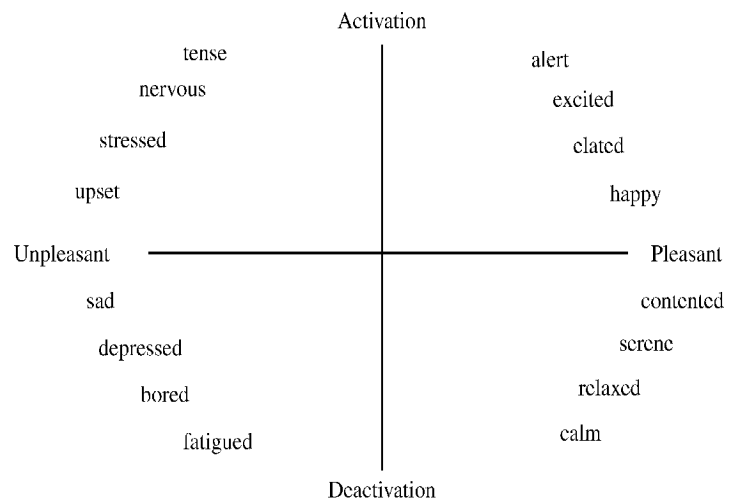 Activation
tense
alert
nervous
excited
stressed
elated
upset
happy
Unpleasant
Pleasant
sad
contented
depressed
serene
bored
relaxed
fatigued
calm
Deactivation